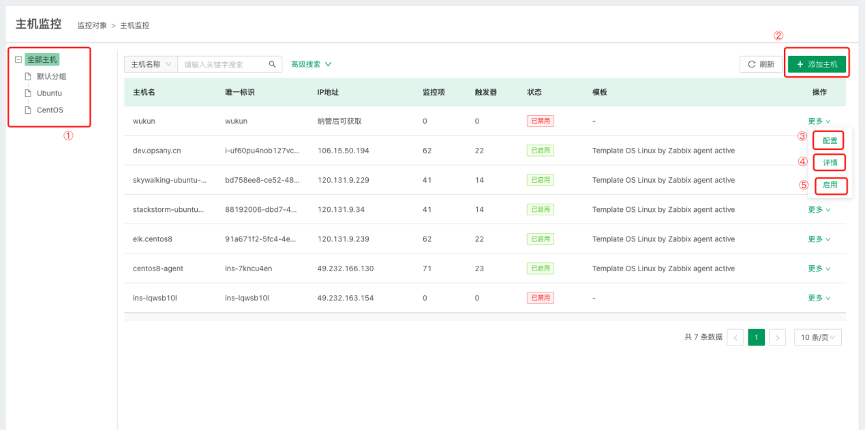 主机监控 监控对象 > 主机监控
②
全部主机
默认分组
Ubuntu
CentOS
①
主机名称 请输入关键字搜索 高级搜索 刷新 + 添加主机
主机名 唯一标识 IP地址 监控项 触发器 状态 模板 操作
wukun wukun 纳管后可获取 0 0 已禁用 - 更多
③ 配置
dev.opsany.cn i-uf60pu4nob127vc... 106.15.50.194 62 22 已启用 Template OS Linux by Zabbix agent active
④ 详情
skywalking-ubuntu-... bd758ee8-ce52-48... 120.131.9.229 41 14 已启用 Template OS Linux by Zabbix agent active
⑤ 启用
stackstorm-ubuntu... 88192006-dbd7-4... 120.131.9.34 41 14 已启用 Template OS Linux by Zabbix agent active 更多
elk.centos8 91a671f2-5fc4-4e... 120.131.9.239 62 22 已启用 Template OS Linux by Zabbix agent active 更多
centos8-agent ins-7kncu4en 49.232.166.130 71 23 已启用 Template OS Linux by Zabbix agent active 更多
ins-lqwsb10l ins-lqwsb10l 49.232.163.154 0 0 已禁用 - 更多
共 7 条数据 < 1 > 10 条/页